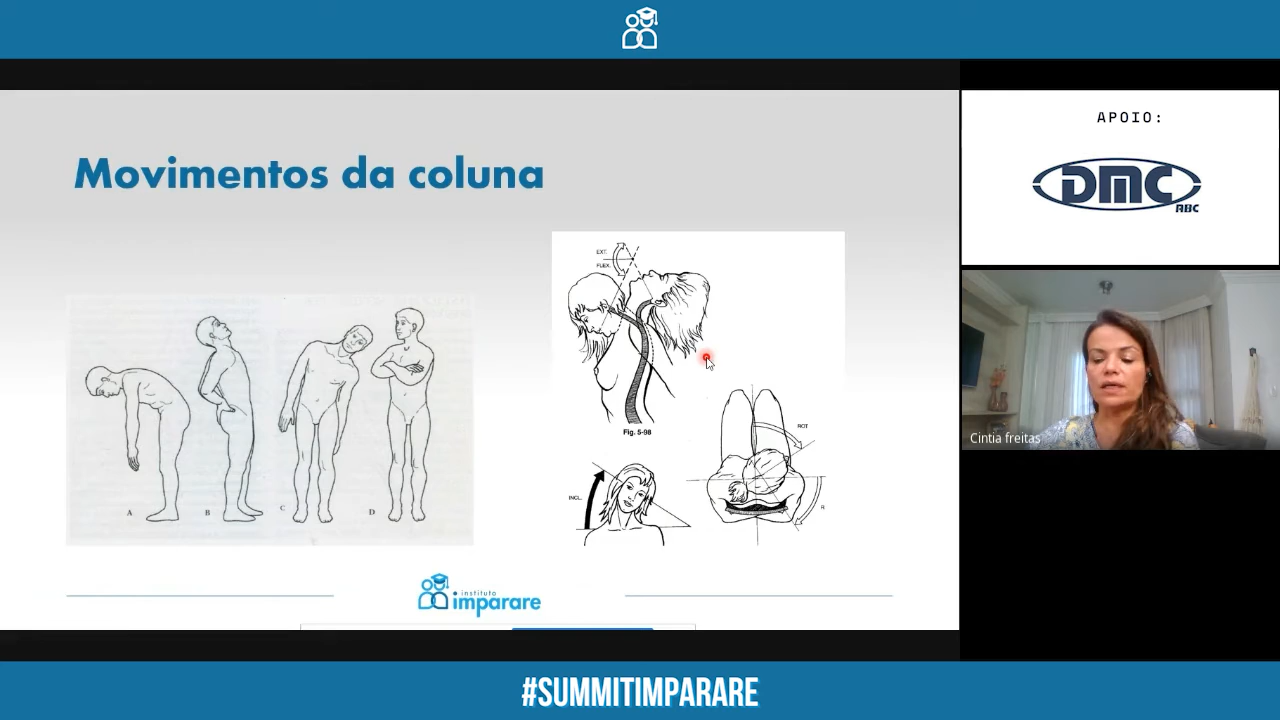 Movimentos da coluna
A
B
C
D
EXT.
FLEX.
Fig. 5-98
INCL.
ROT
R
instituto
imparare
APOIO:
DMC
ABC
Cintia freitas
#SUMMITIMPARARE